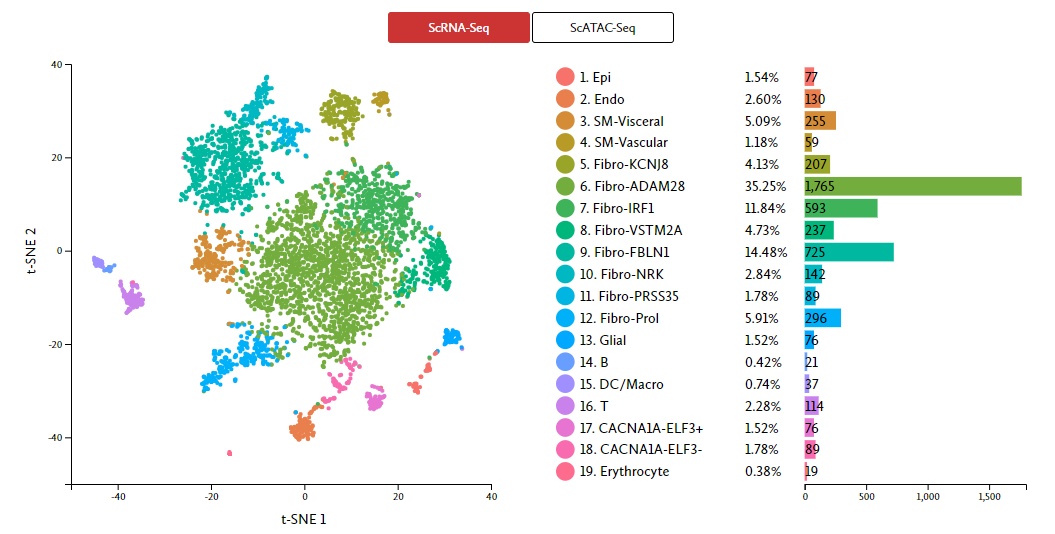 ScRNA-Seq ScATAC-Seq
40
20
0
-20
-40
t-SNE 2
-40 -20 0 20 40
t-SNE 1
1. Epi 1.54% 77
2. Endo 2.60% 130
3. SM-Visceral 5.09% 255
4. SM-Vascular 1.18% 59
5. Fibro-KCNJ8 4.13% 207
6. Fibro-ADAM28 35.25% 1,765
7. Fibro-IRF1 11.84% 593
8. Fibro-VSTM2A 4.73% 237
9. Fibro-FBLN1 14.48% 725
10. Fibro-NRK 2.84% 142
11. Fibro-PRSS35 1.78% 89
12. Fibro-Prol 5.91% 296
13. Glial 1.52% 76
14. B 0.42% 21
15. DC/Macro 0.74% 37
16. T 2.28% 114
17. CACNA1A-ELF3+ 1.52% 76
18. CACNA1A-ELF3- 1.78% 89
19. Erythrocyte 0.38% 19
0 500 1,000 1,500